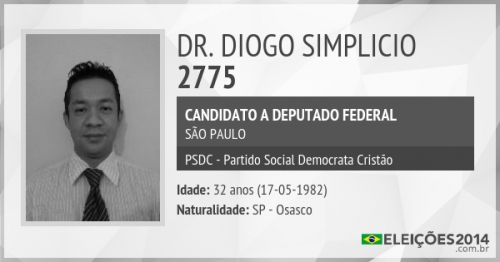 DR. DIOGO SIMPLICIO
2775
CANDIDATO A DEPUTADO FEDERAL
SÃO PAULO
PSDC - Partido Social Democrata Cristão
Idade: 32 anos (17-05-1982)
Naturalidade: SP - Osasco
ELEIÇÕES2014
.com.br